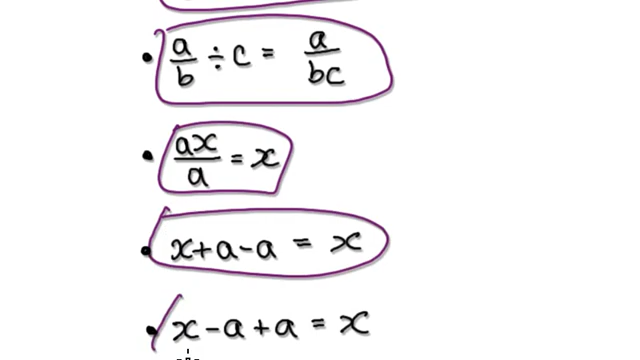 • a/b ÷ c = a/bc
• ax/a = x
• x+a-a = x
• x-a+a = x